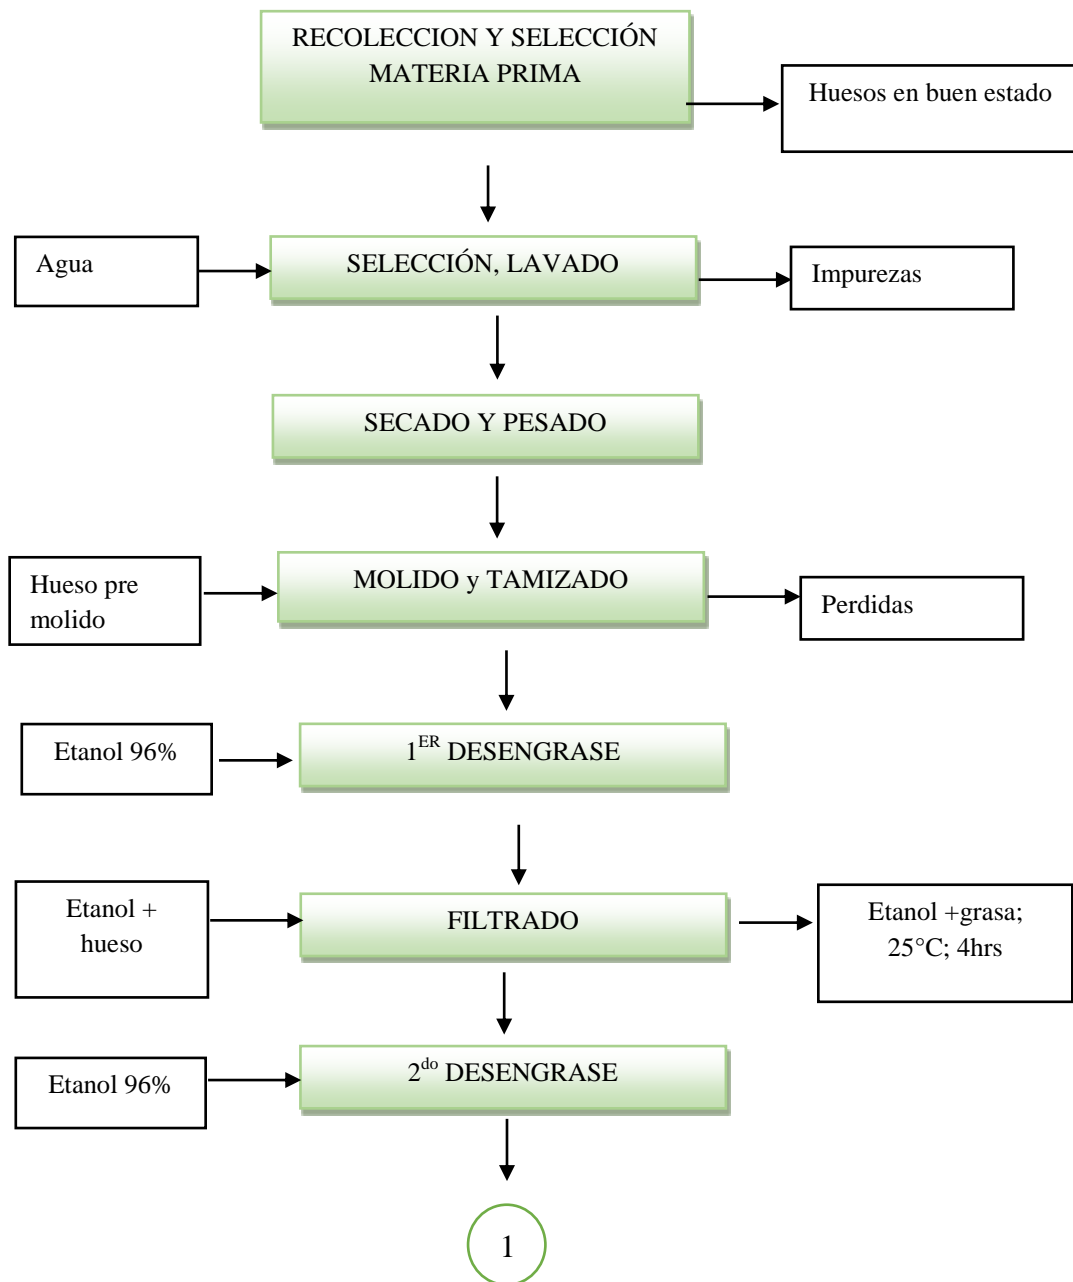 RECOLECCION Y SELECCIÓN
MATERIA PRIMA
Huesos en buen estado
Agua
SELECCIÓN, LAVADO
Impurezas
SECADO Y PESADO
Hueso pre
molido
MOLIDO y TAMIZADO
Perdidas
Etanol 96%
1ER DESENGRASE
Etanol +
hueso
FILTRADO
Etanol +grasa;
25°C; 4hrs
Etanol 96%
2do DESENGRASE
1